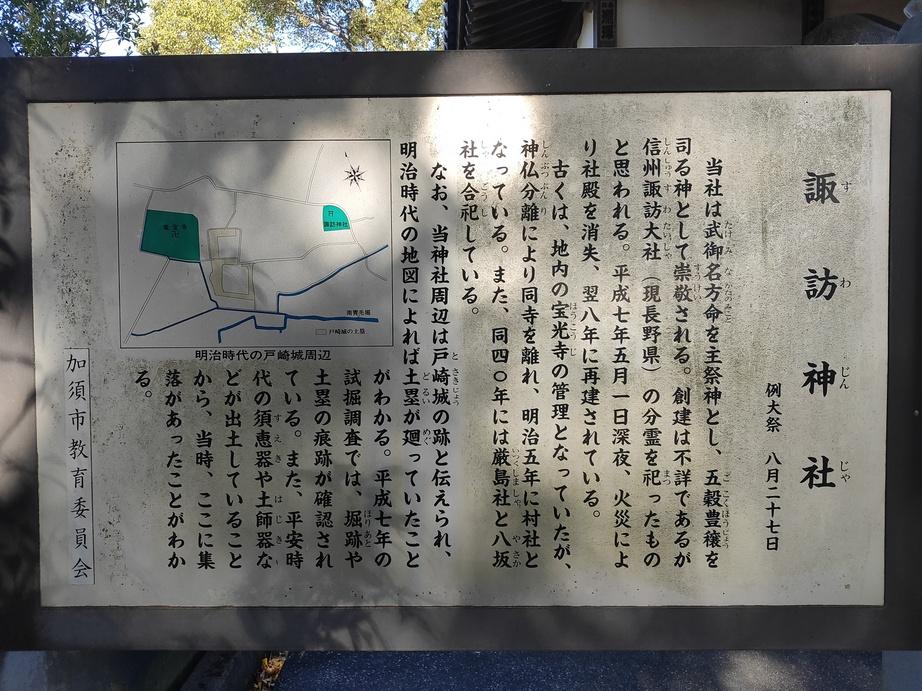 諏訪神社
すわじんじゃ
例大祭 八月二十七日
当社は武御名方命を主祭神とし、五穀豊穣を
司る神として崇敬される。創建は不詳であるが
信州諏訪大社（現長野県）の分霊を祀ったもの
と思われる。平成七年五月一日深夜、火災によ
り社殿を消失、翌八年に再建されている。
古くは、地内の宝光寺の管理となっていたが、
神仏分離により同寺を離れ、明治五年に村社と
なっている。また、同四〇年には厳島社と八坂
社を合祀している。
なお、当神社周辺は戸崎城の跡と伝えられ、
明治時代の地図によれば土塁が廻っていたこと
がわかる。平成七年の
試掘調査では、堀跡や
土塁の痕跡が確認され
ている。また、平安時
代の須恵器や土師器な
どが出土していること
から、当時、ここに集
落があったことがわか
る。
諏訪神社
戸崎城の土塁
明治時代の戸崎城周辺
加須市教育委員会